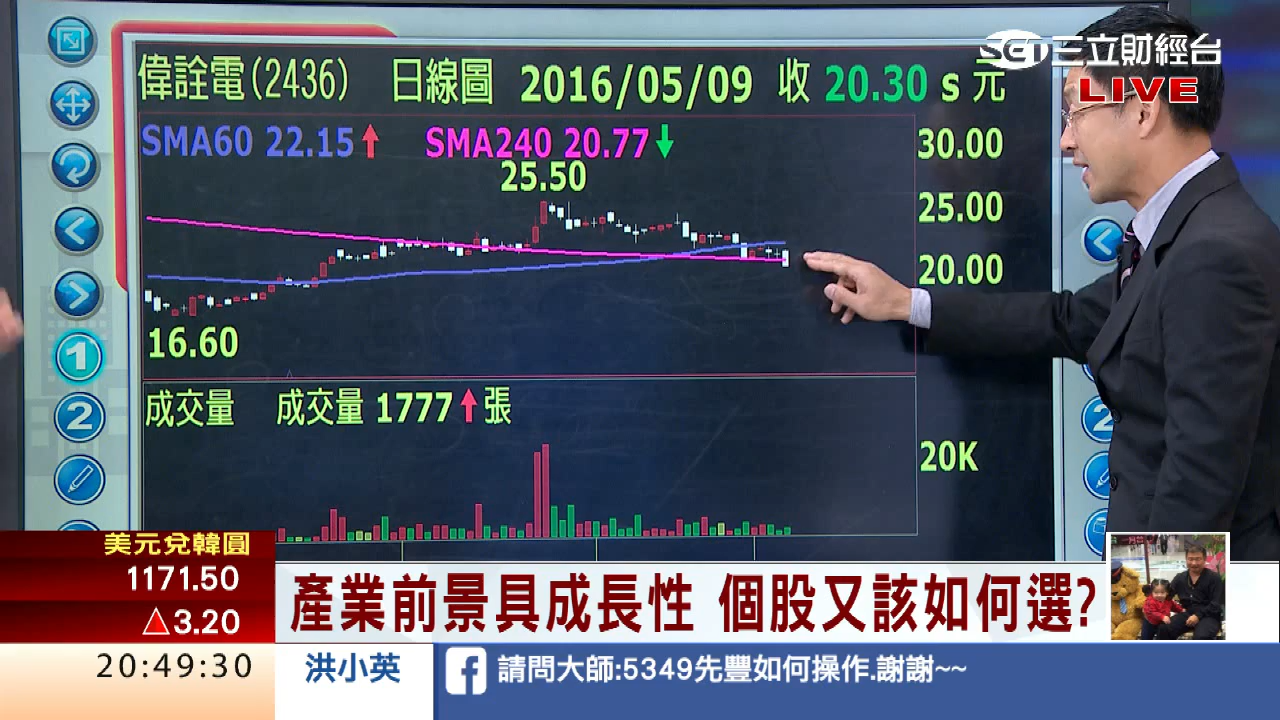 SET三立財經台
LIVE
偉詮電(2436) 日線圖 2016/05/09 收 20.30 s 元
SMA60 22.15↑ SMA240 20.77↓
25.50
30.00
25.00
20.00
16.60
成交量 成交量 1777↑張
20K
1
2
2
美元兌韓圓
1171.50
△3.20
20:49:30
產業前景具成長性 個股又該如何選?
洪小英
f 請問大師:5349先豐如何操作.謝謝~~